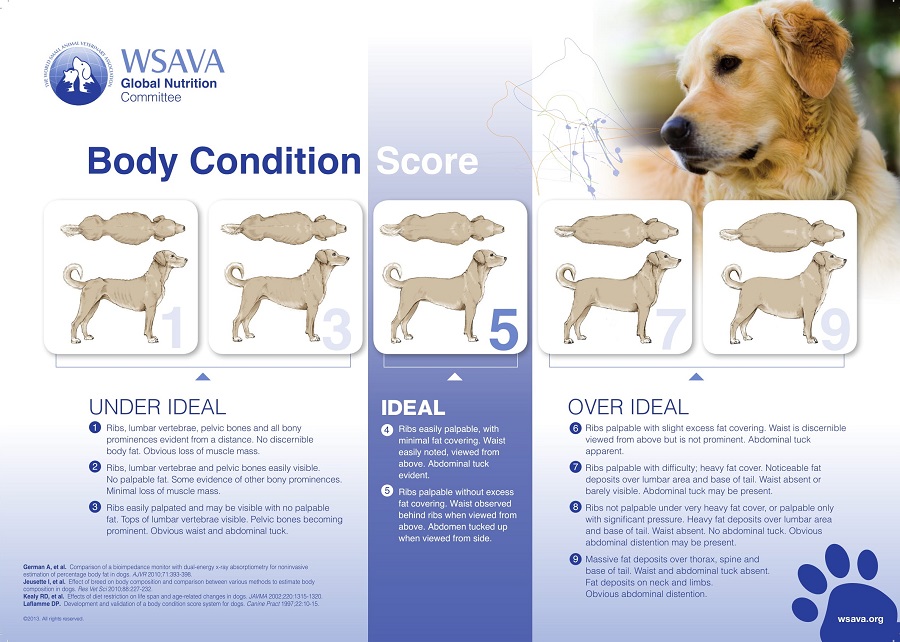 THE WORLD SMALL ANIMAL VETERINARY ASSOCIATION
WSAVA
Global Nutrition
Committee
Body Condition Score
1
3
5
7
9
UNDER IDEAL
1 Ribs, lumbar vertebrae, pelvic bones and all bony
prominences evident from a distance. No discernible
body fat. Obvious loss of muscle mass.
2 Ribs, lumbar vertebrae and pelvic bones easily visible.
No palpable fat. Some evidence of other bony prominences.
Minimal loss of muscle mass.
3 Ribs easily palpated and may be visible with no palpable
fat. Tops of lumbar vertebrae visible. Pelvic bones becoming
prominent. Obvious waist and abdominal tuck.
IDEAL
4 Ribs easily palpable, with
minimal fat covering. Waist
easily noted, viewed from
above. Abdominal tuck
evident.
5 Ribs palpable without excess
fat covering. Waist observed
behind ribs when viewed from
above. Abdomen tucked up
when viewed from side.
OVER IDEAL
6 Ribs palpable with slight excess fat covering. Waist is discernible
viewed from above but is not prominent. Abdominal tuck
apparent.
7 Ribs palpable with difficulty; heavy fat cover. Noticeable fat
deposits over lumbar area and base of tail. Waist absent or
barely visible. Abdominal tuck may be present.
8 Ribs not palpable under very heavy fat cover, or palpable only
with significant pressure. Heavy fat deposits over lumbar area
and base of tail. Waist absent. No abdominal tuck. Obvious
abdominal distention may be present.
9 Massive fat deposits over thorax, spine and
base of tail. Waist and abdominal tuck absent.
Fat deposits on neck and limbs.
Obvious abdominal distention.
German A, et al. Comparison of a bioimpedance monitor with dual-energy x-ray absorptiometry for noninvasive
estimation of percentage body fat in dogs. AJVR 2010;71:393-398.
Jeusette I, et al. Effect of breed on body composition and comparison between various methods to estimate body
composition in dogs. Res Vet Sci 2010;88:227-232.
Kealy RD, et al. Effects of diet restriction on life span and age-related changes in dogs. JAVMA 2002;220:1315-1320.
Laflamme DP. Development and validation of a body condition score system for dogs. Canine Pract 1997;22:10-15.
©2013. All rights reserved.
wsava.org